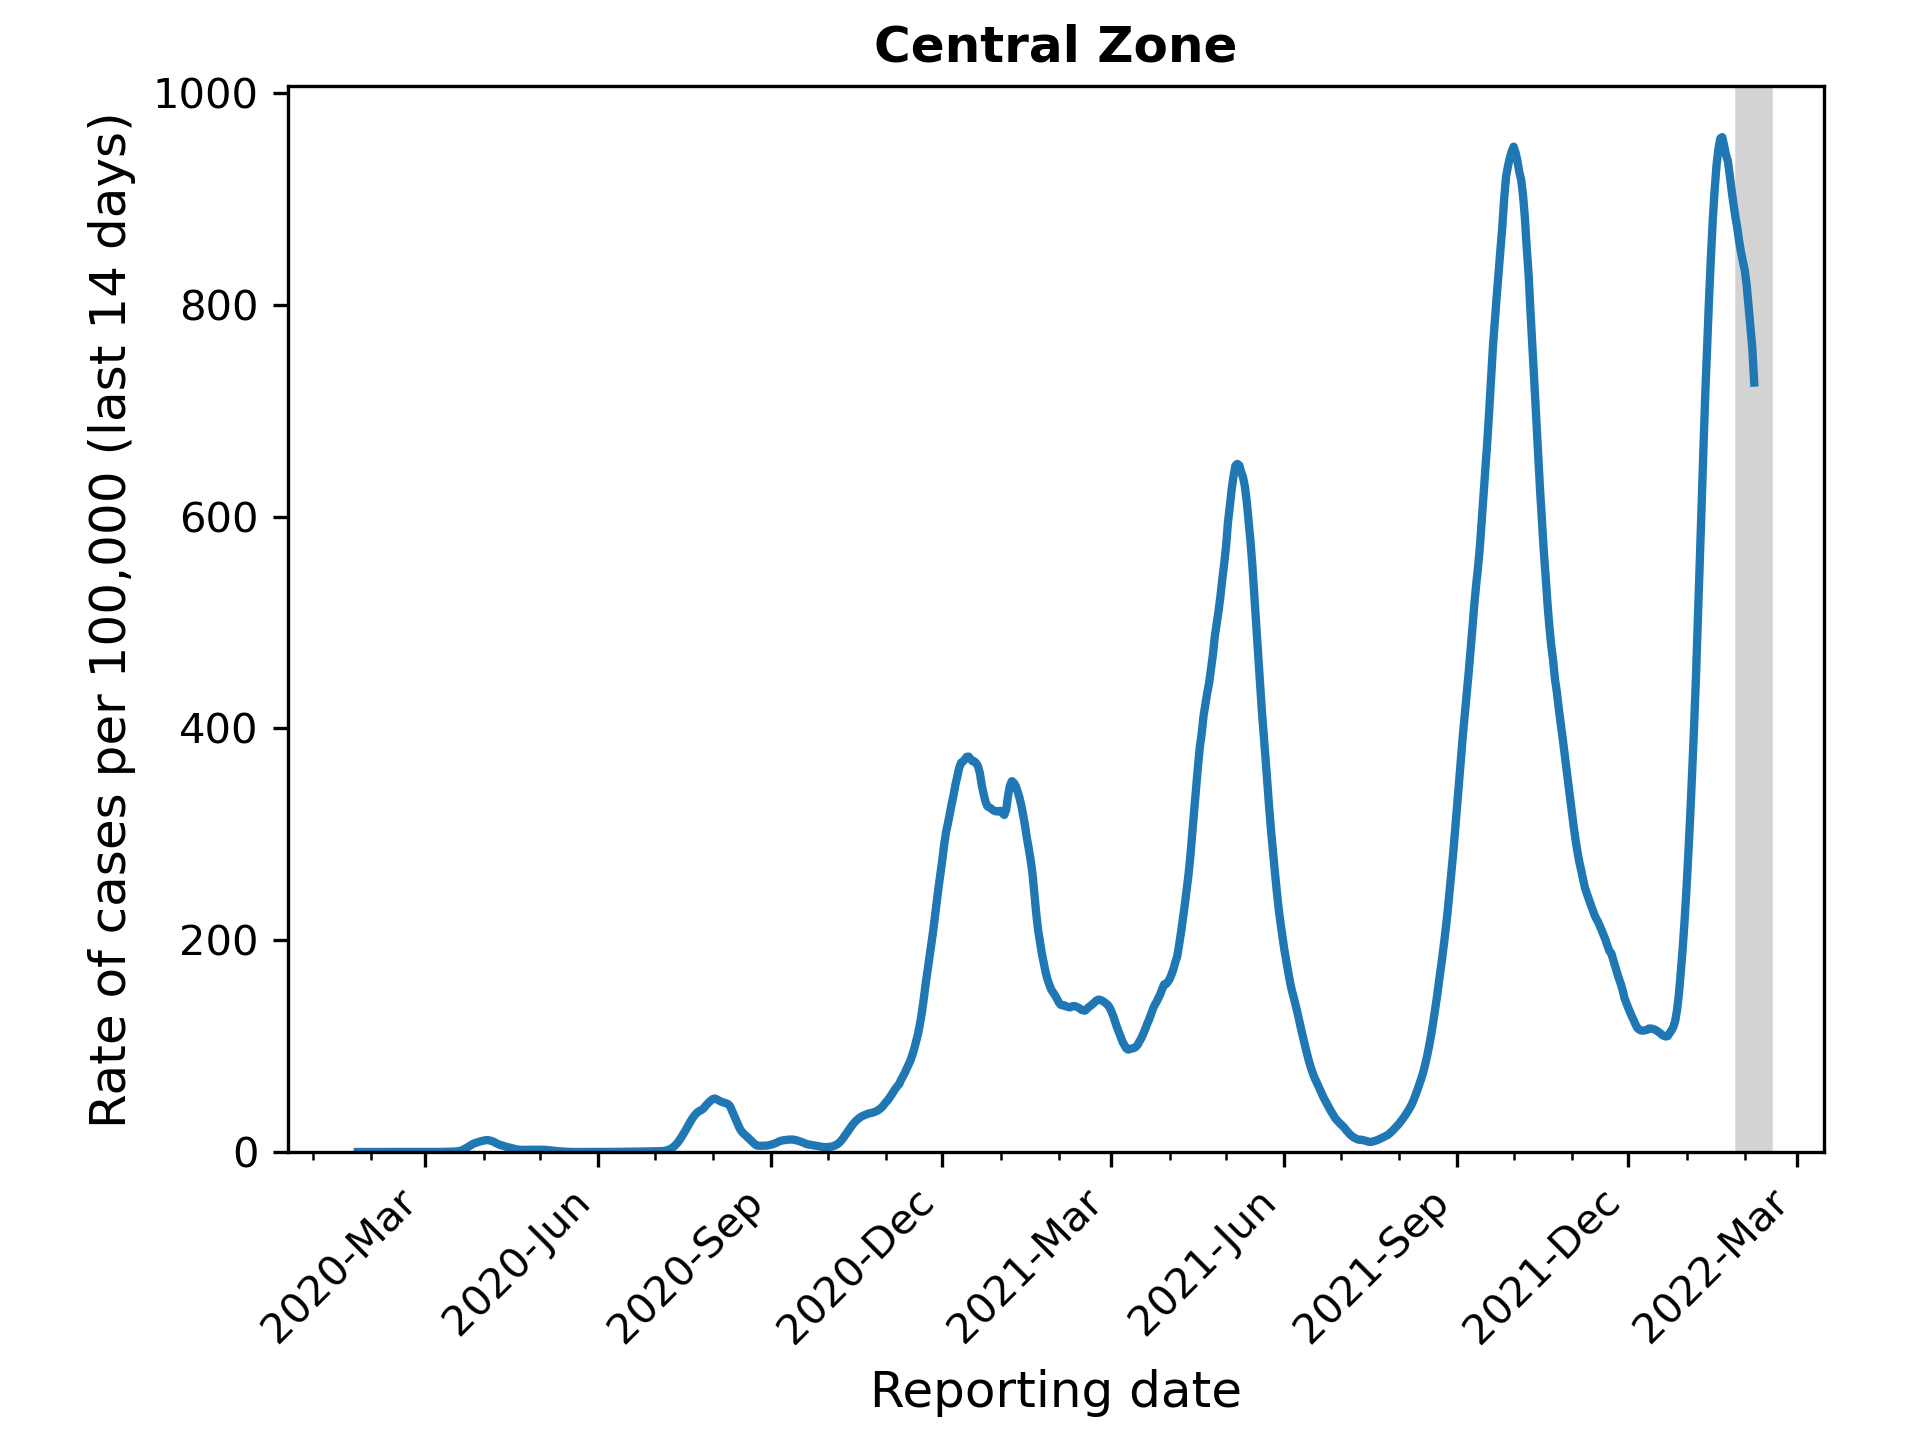 Central Zone
Rate of cases per 100,000 (last 14 days)
1000
800
600
400
200
0
2020-Mar
2020-Jun
2020-Sep
2020-Dec
2021-Mar
2021-Jun
2021-Sep
2021-Dec
2022-Mar
Reporting date